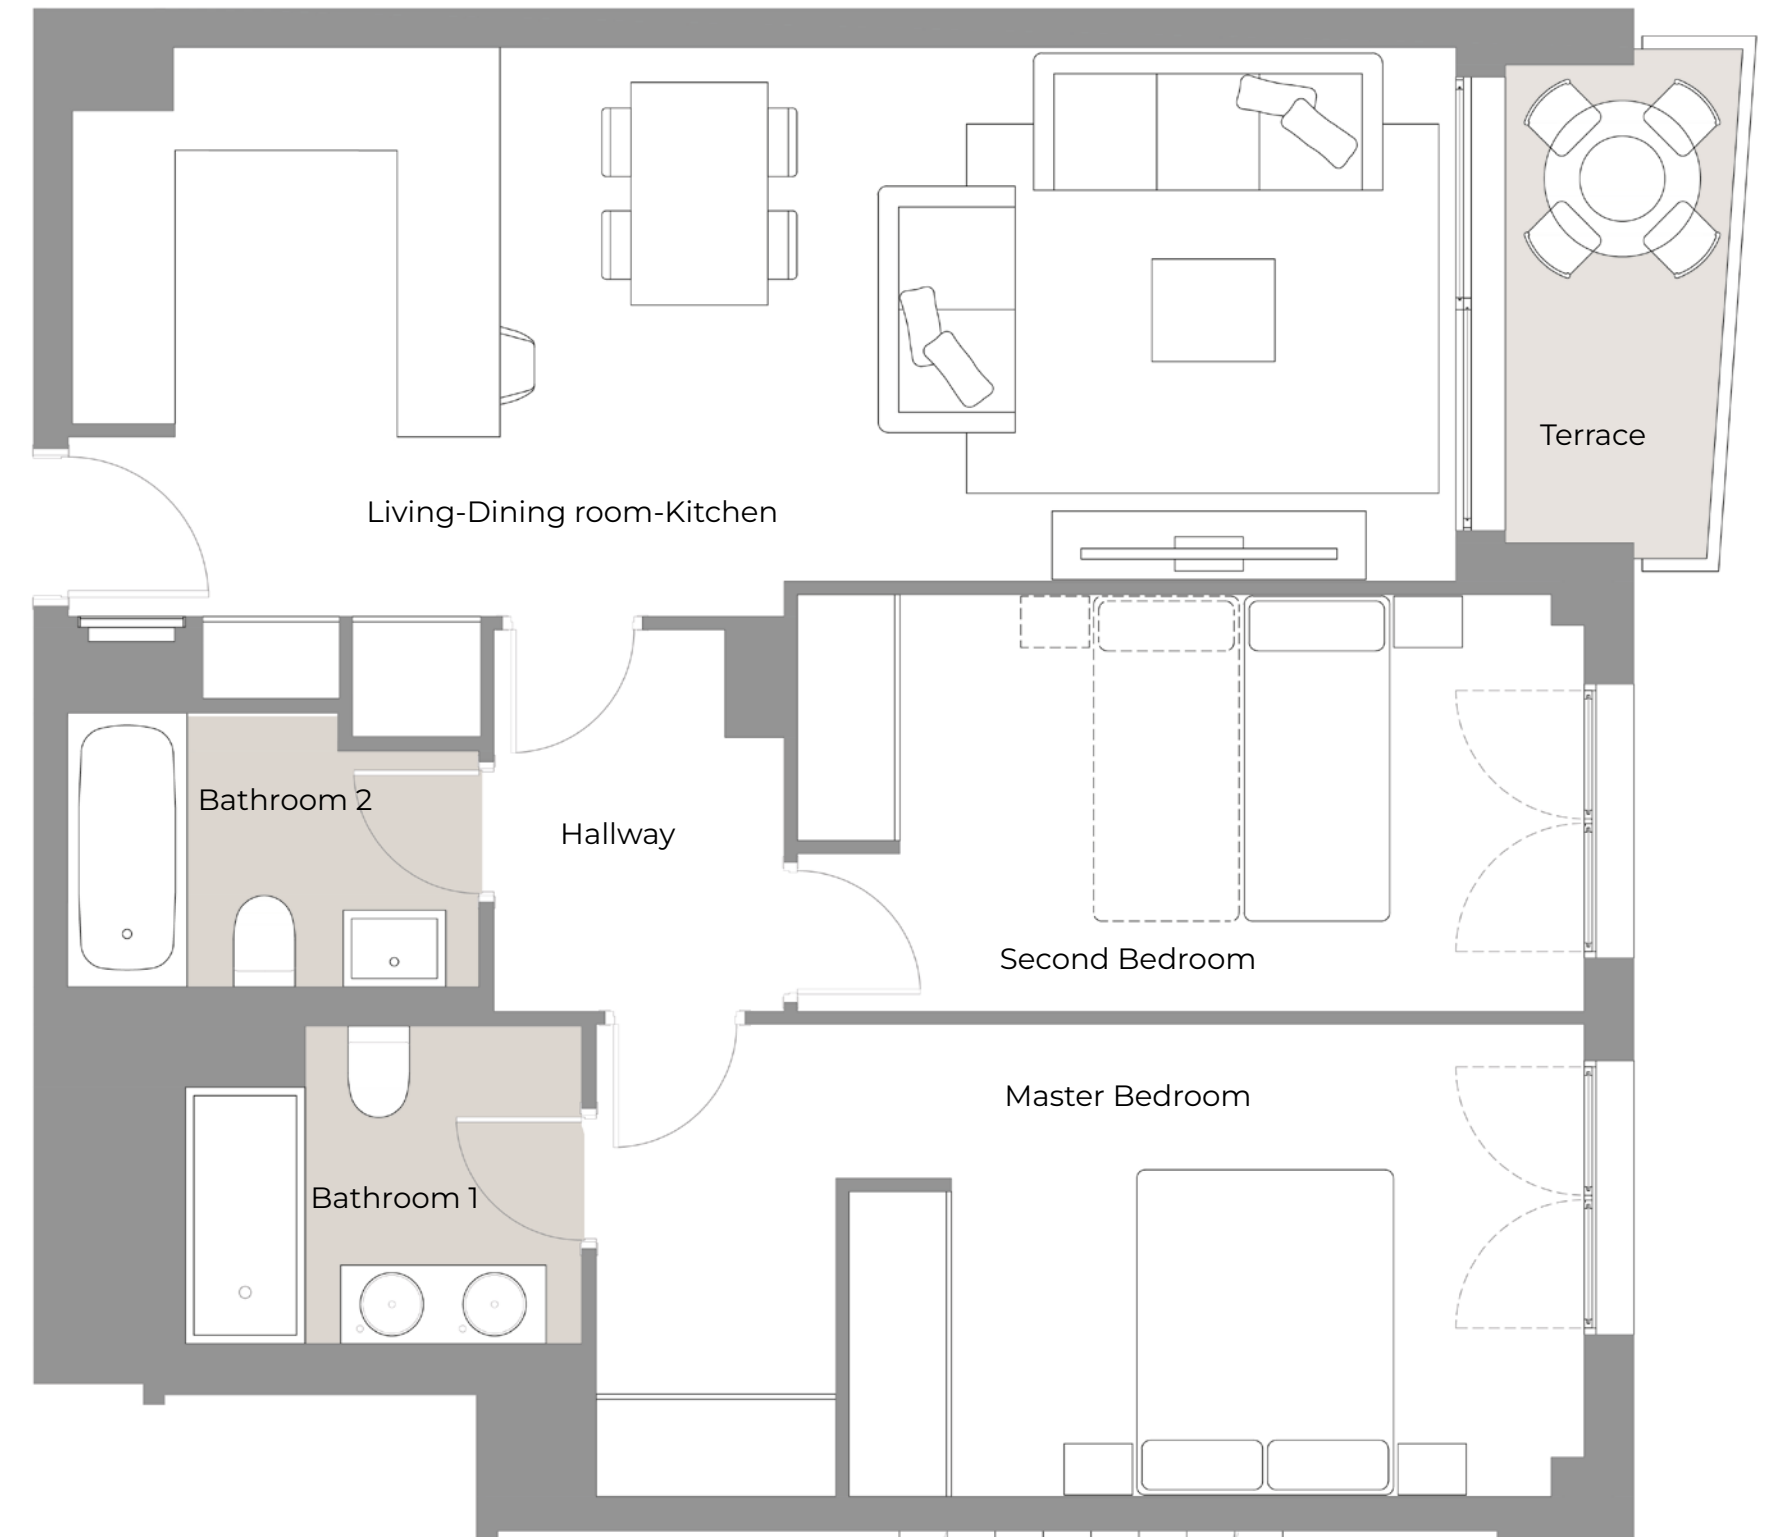 Terrace
Living-Dining room-Kitchen
Bathroom 2
Hallway
Second Bedroom
Master Bedroom
Bathroom 1